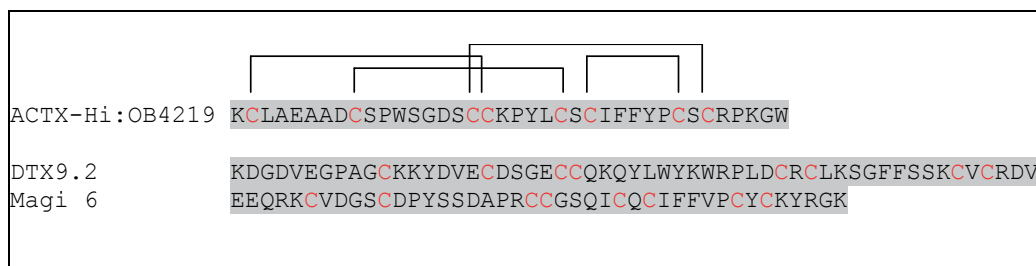 ACTX-Hi:OB4219 KCLAEAADCSPWSGDSCCKPYLCSCIFFYPCSCRPKGW
DTX9.2 KDGDVEGPAGCKKYDVECDSGECCQKQYLWYKWRPLDCRCLKSGFFSSKCVCRDV
Magi 6 EEQRKCVDGSCDPYSSDAPRCCGSQICQCIFFVPCYCKYRGK